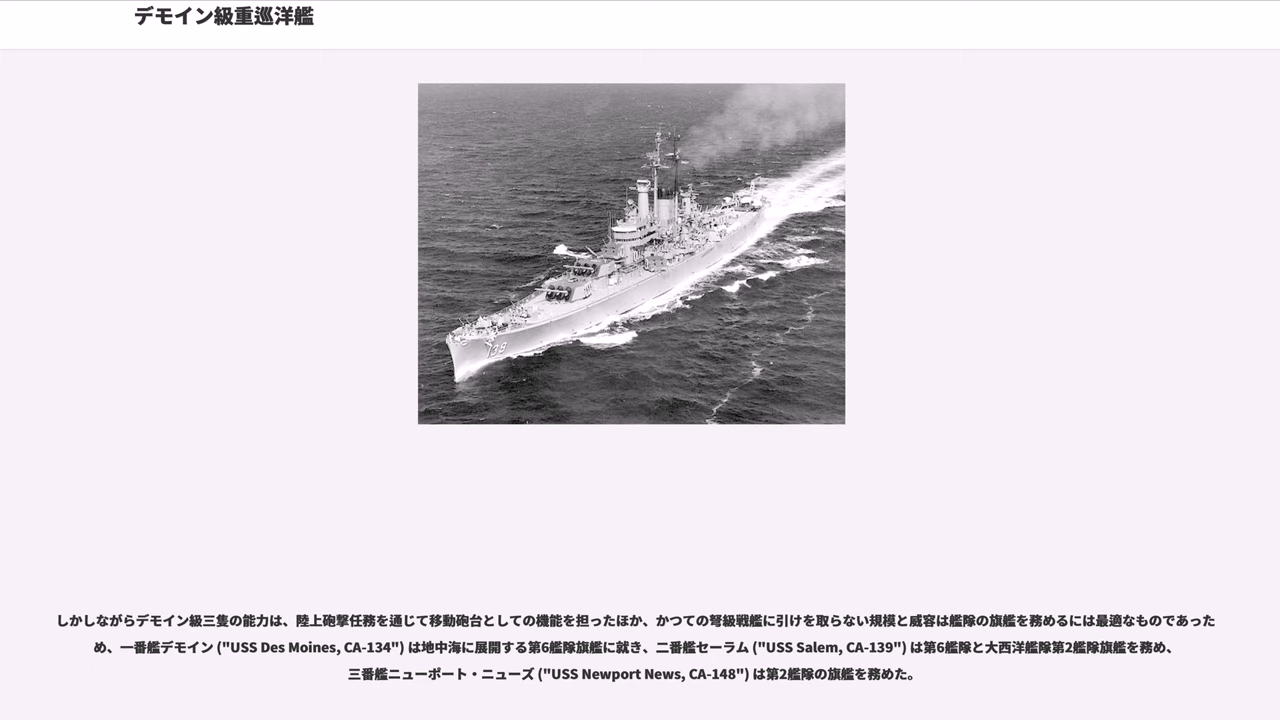 デモイン級重巡洋艦
139
しかしながらデモイン級三隻の能力は、陸上砲撃任務を通じて移動砲台としての機能を担ったほか、かつての弩級戦艦に引けを取らない規模と威容は艦隊の旗艦を務めるには最適なものであった
め、一番艦デモイン ("USS Des Moines, CA-134") は地中海に展開する第6艦隊旗艦に就き、二番艦セーラム ("USS Salem, CA-139") は第6艦隊と大西洋艦隊第2艦隊旗艦を務め、
三番艦ニューポート・ニューズ ("USS Newport News, CA-148") は第2艦隊の旗艦を務めた。